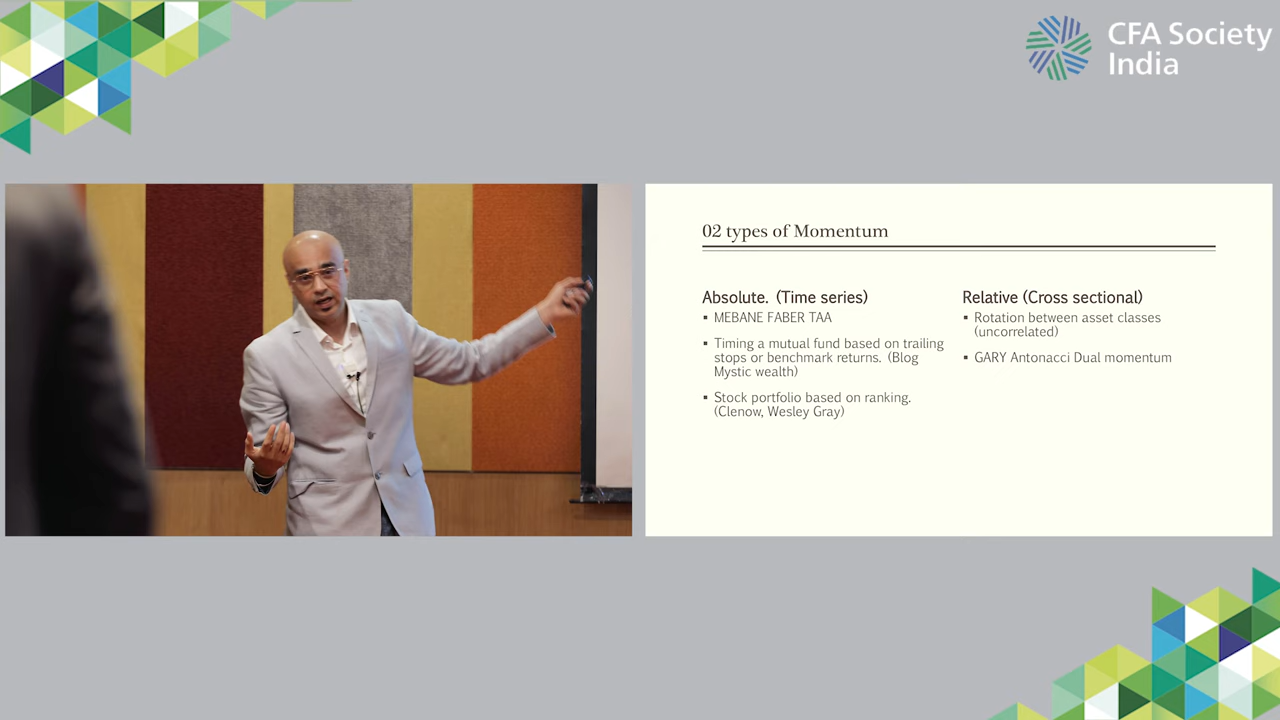 CFA Society
India
02 types of Momentum
Absolute. (Time series)
▪ MEBANE FABER TAA
▪ Timing a mutual fund based on trailing
stops or benchmark returns. (Blog
Mystic wealth)
▪ Stock portfolio based on ranking.
(Clenow, Wesley Gray)
Relative (Cross sectional)
▪ Rotation between asset classes
(uncorrelated)
▪ GARY Antonacci Dual momentum